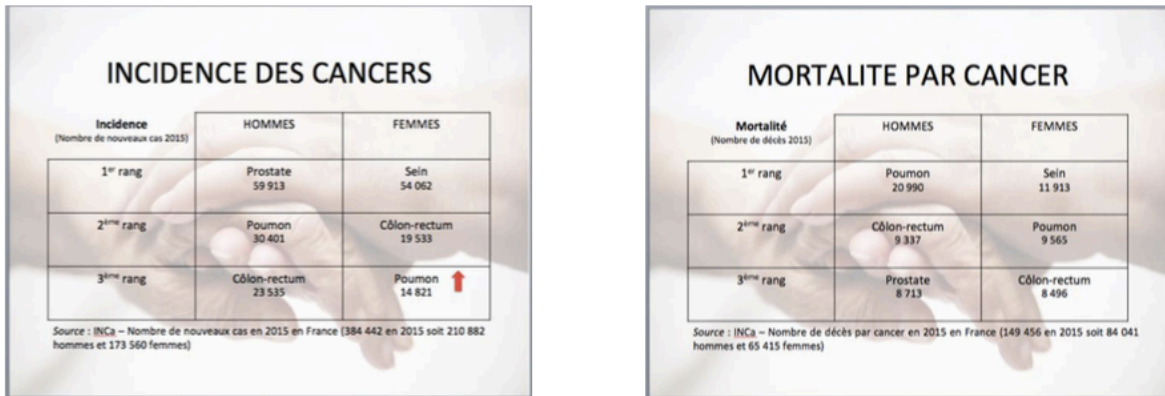 INCIDENCE DES CANCERS
Incidence
(Nombre de nouveaux cas 2015)
HOMMES
FEMMES
1er rang
Prostate
59 913
Sein
54 062
2ème rang
Poumon
30 401
Côlon-rectum
19 533
3ème rang
Côlon-rectum
23 535
Poumon
14 821
Source : INCa – Nombre de nouveaux cas en 2015 en France (384 442 en 2015 soit 210 882
hommes et 173 560 femmes)
MORTALITE PAR CANCER
Mortalité
(Nombre de décès 2015)
HOMMES
FEMMES
1er rang
Poumon
20 990
Sein
11 913
2ème rang
Côlon-rectum
9 337
Poumon
9 565
3ème rang
Prostate
8 713
Côlon-rectum
8 496
Source : INCa – Nombre de décès par cancer en 2015 en France (149 456 en 2015 soit 84 041
hommes et 65 415 femmes)